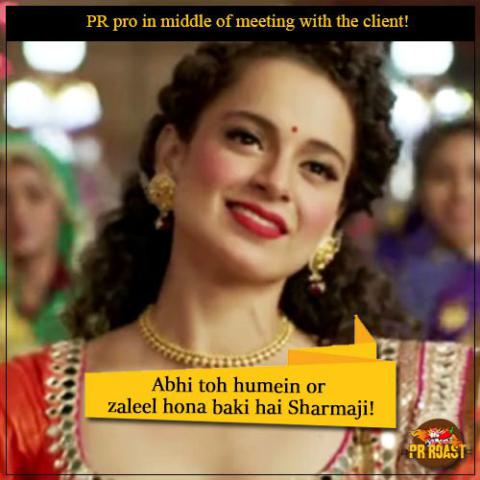 PR pro in middle of meeting with the client!
Abhi toh humein or
zaleel hona baki hai Sharmaji!
PR ROAST